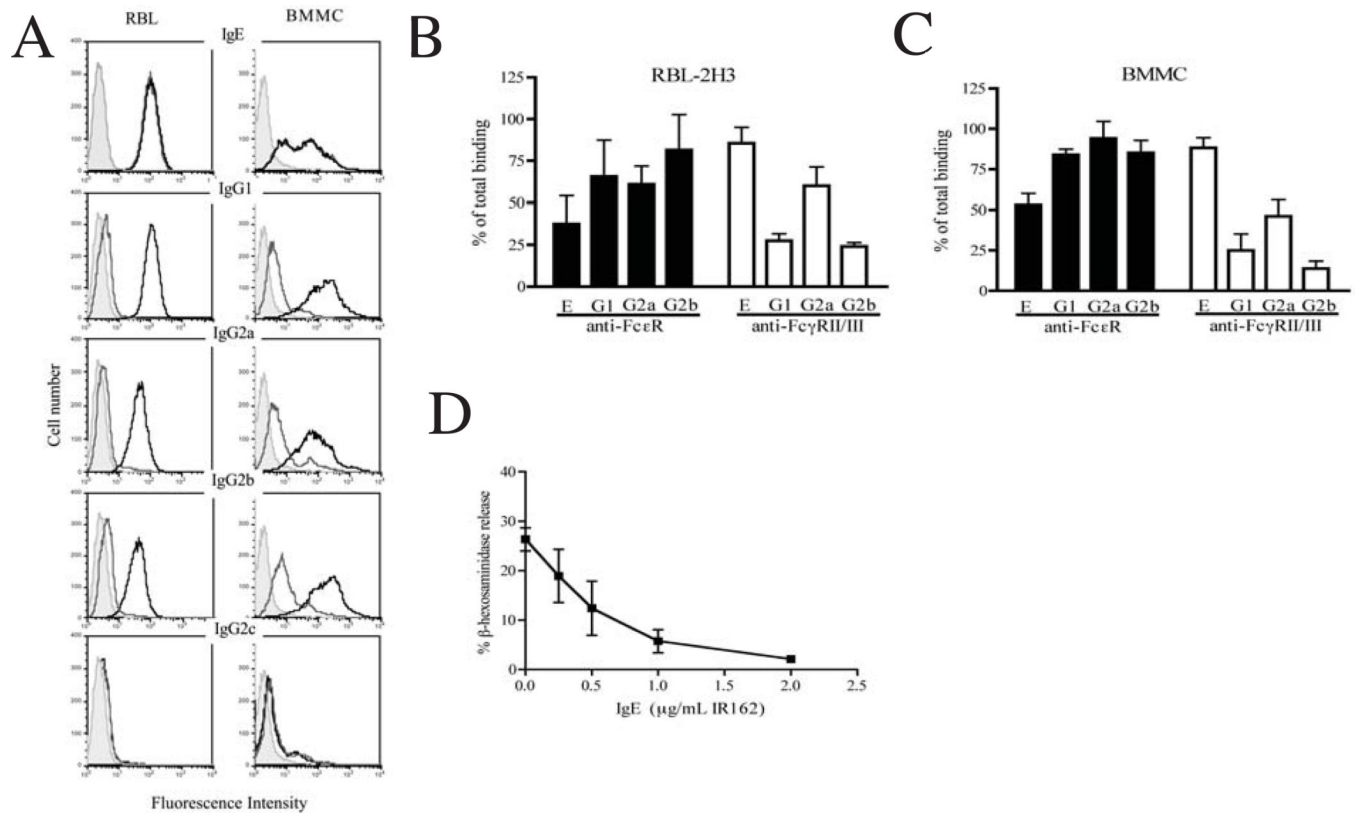 A
RBL
BMMC
IgE
IgG1
IgG2a
IgG2b
IgG2c
Cell number
Fluorescence Intensity
B
RBL-2H3
% of total binding
125
100
75
50
25
0
E G1 G2a G2b E G1 G2a G2b
anti-FcεR anti-FcγRII/III
C
BMMC
% of total binding
125
100
75
50
25
0
E G1 G2a G2b E G1 G2a G2b
anti-FcεR anti-FcγRII/III
D
% β-hexosaminidase release
40
30
20
10
0
0.0 0.5 1.0 1.5 2.0 2.5
IgE (μg/mL IR162)